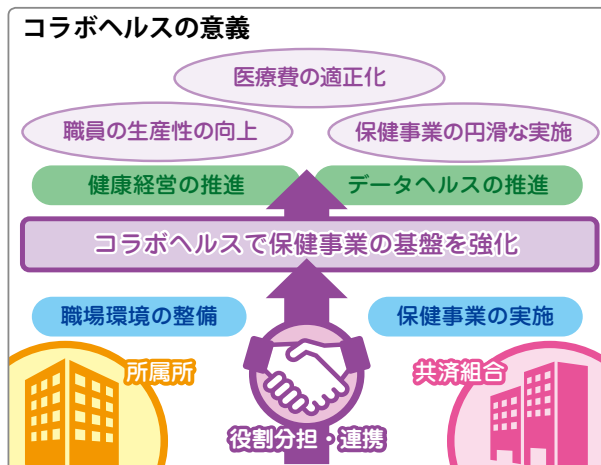 コラボヘルスの意義
医療費の適正化
職員の生産性の向上
保健事業の円滑な実施
健康経営の推進
データヘルスの推進
コラボヘルスで保健事業の基盤を強化
職場環境の整備
保健事業の実施
所属所
共済組合
役割分担・連携